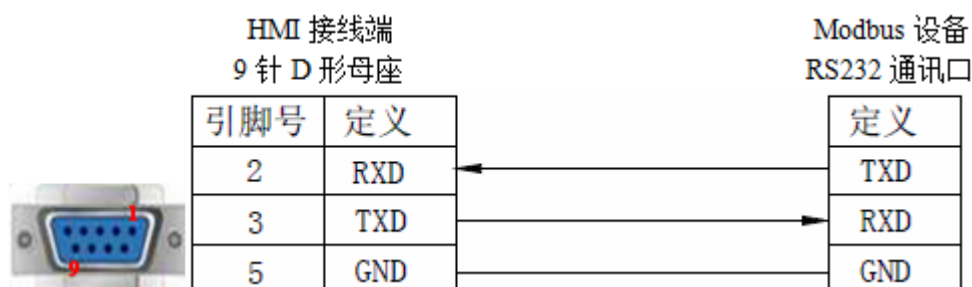 HMI 接线端 Modbus 设备
9 针 D 形母座 RS232 通讯口
引脚号 定义 定义
2 RXD TXD
1
3 TXD RXD
9
5 GND GND